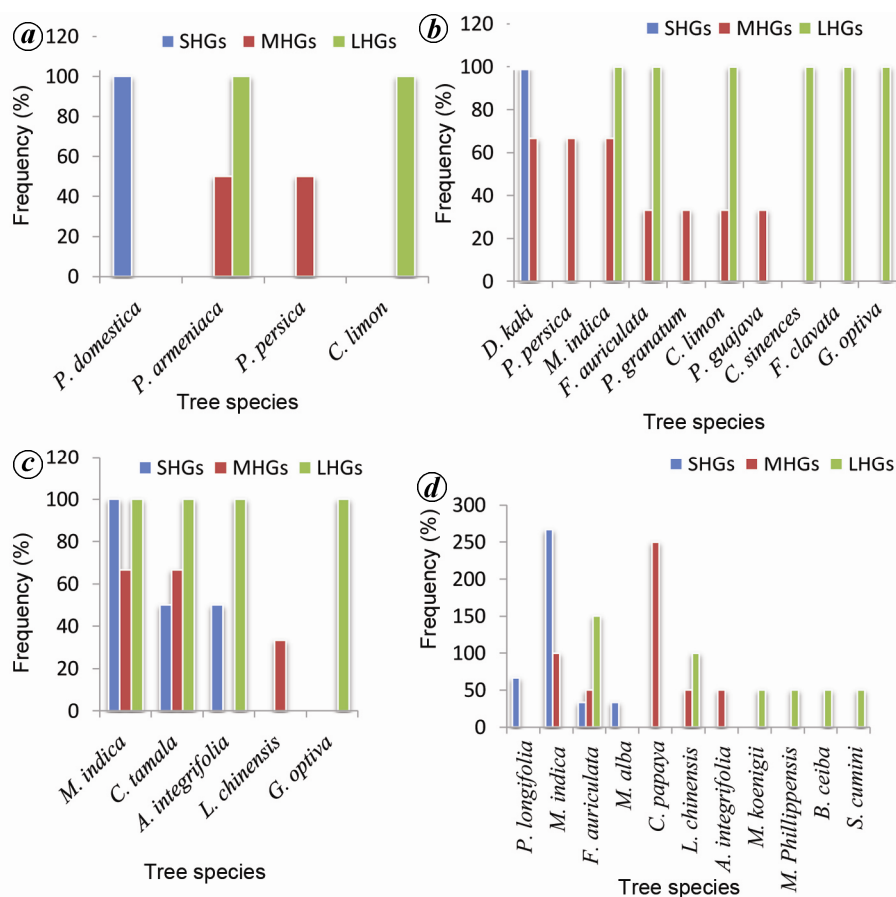 a
SHGs MHGs LHGs
120
100
80
60
40
20
0
Frequency (%)
P. domestica
P. armeniaca
P. persica
C. limon
Tree species
b
SHGs MHGs LHGs
120
100
80
60
40
20
0
Frequency (%)
D. kaki
P. persica
M. indica
F. auriculata
P. granatum
C. limon
P. guajava
C. sinences
F. clavata
G. optiva
Tree species
c
SHGs MHGs LHGs
120
100
80
60
40
20
0
Frequency (%)
M. indica
C. tamala
A. integrifolia
L. chinensis
G. optiva
Tree species
d
SHGs MHGs LHGs
300
250
200
150
100
50
0
Frequency (%)
P. longifolia
M. indica
F. auriculata
M. alba
C. papaya
L. chinensis
A. integrifolia
M. koenigii
M. Phillippensis
B. ceiba
S. cumini
Tree species